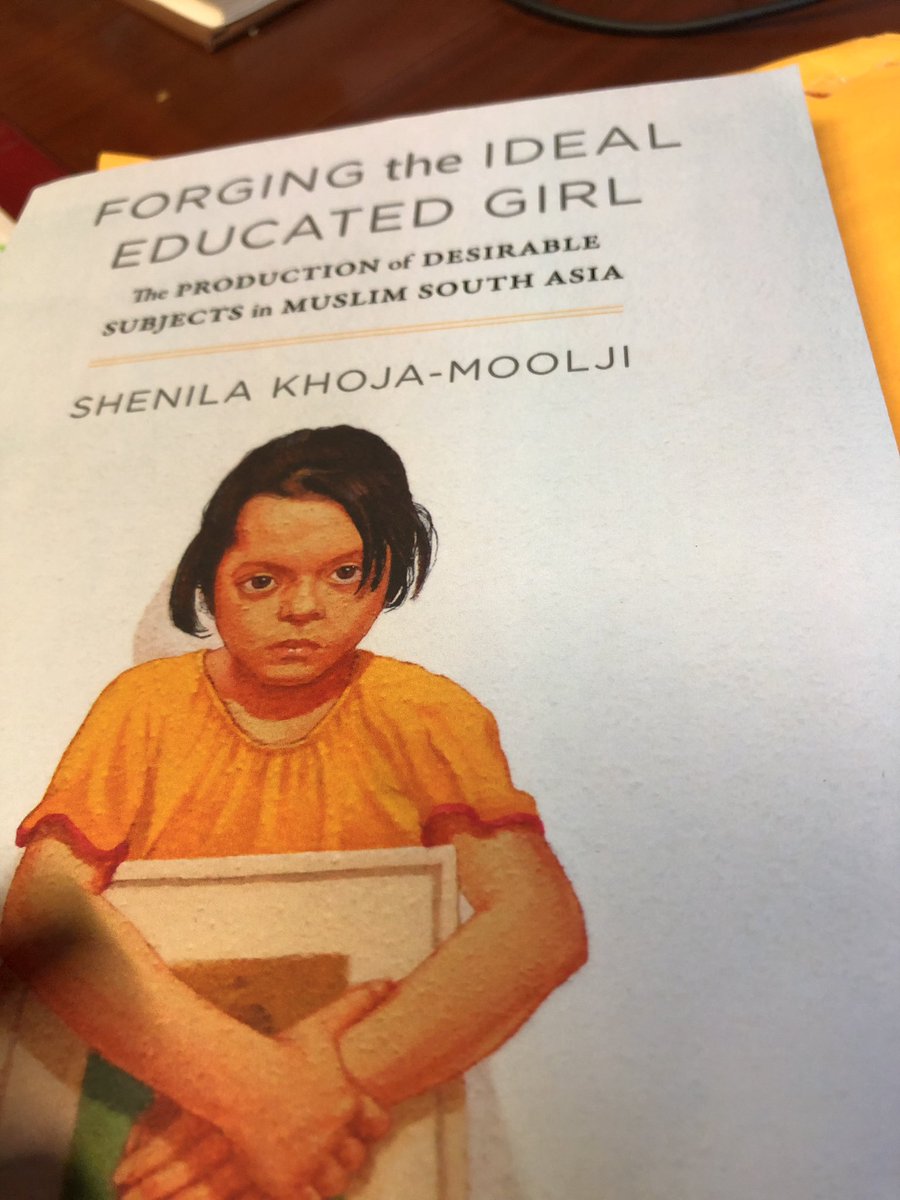 FORGING the IDEAL
EDUCATED GIRL
The PRODUCTION of DESIRABLE
SUBJECTS in MUSLIM SOUTH ASIA
SHENILA KHOJA-MOOLJI